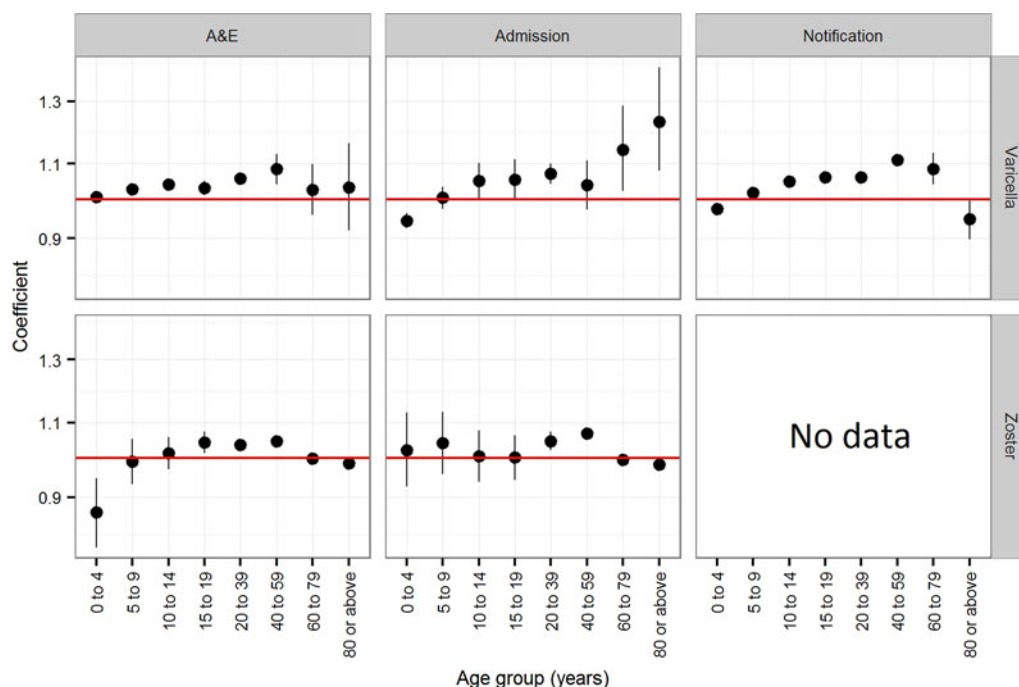 A&E
Admission
Notification
1.3
1.1
0.9
Varicella
Coefficient
1.3
1.1
0.9
No data
Zoster
0 to 4
5 to 9
10 to 14
15 to 19
20 to 39
40 to 59
60 to 79
80 or above
0 to 4
5 to 9
10 to 14
15 to 19
20 to 39
40 to 59
60 to 79
80 or above
0 to 4
5 to 9
10 to 14
15 to 19
20 to 39
40 to 59
60 to 79
80 or above
Age group (years)